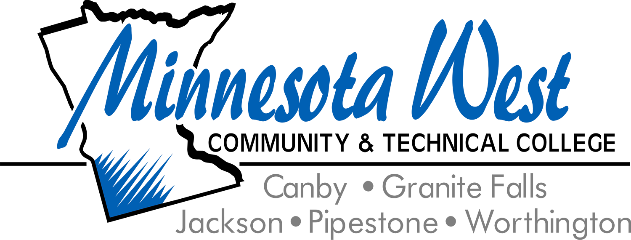 Minnesota West
COMMUNITY & TECHNICAL COLLEGE
Canby • Granite Falls
Jackson • Pipestone • Worthington